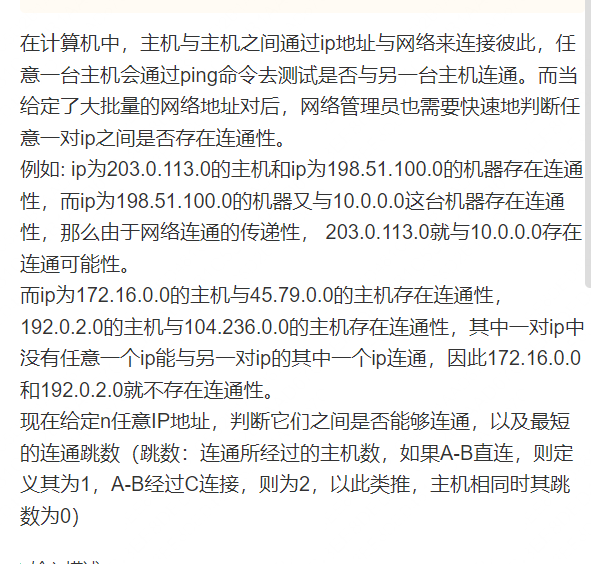 在计算机中，主机与主机之间通过ip地址与网络来连接彼此，任
意一台主机会通过ping命令去测试是否与另一台主机连通。而当
给定了大批量的网络地址对后，网络管理员也需要快速地判断任
意一对ip之间是否存在连通性。
例如: ip为203.0.113.0的主机和ip为198.51.100.0的机器存在连通
性，而ip为198.51.100.0的机器又与10.0.0.0这台机器存在连通
性，那么由于网络连通的传递性， 203.0.113.0就与10.0.0.0存在
连通可能性。
而ip为172.16.0.0的主机与45.79.0.0的主机存在连通性，
192.0.2.0的主机与104.236.0.0的主机存在连通性，其中一对ip中
没有任意一个ip能与另一对ip的其中一个ip连通，因此172.16.0.0
和192.0.2.0就不存在连通性。
现在给定n任意IP地址，判断它们之间是否能够连通，以及最短
的连通跳数（跳数：连通所经过的主机数，如果A-B直连，则定
义其为1，A-B经过C连接，则为2，以此类推，主机相同时其跳
数为0）